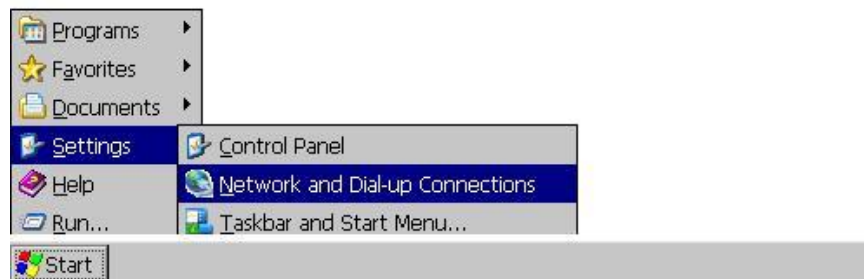 Programs
Favorites
Documents
Settings
Control Panel
Help
Network and Dial-up Connections
Run...
Taskbar and Start Menu...
Start